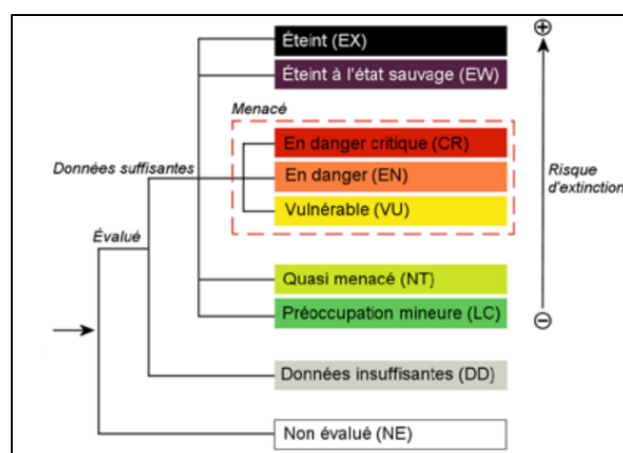 Éteint (EX)
Éteint à l'état sauvage (EW)
Menacé
En danger critique (CR)
Données suffisantes
En danger (EN)
Risque
d'extinction
Vulnérable (VU)
Évalué
Quasi menacé (NT)
Préoccupation mineure (LC)
Données insuffisantes (DD)
Non évalué (NE)